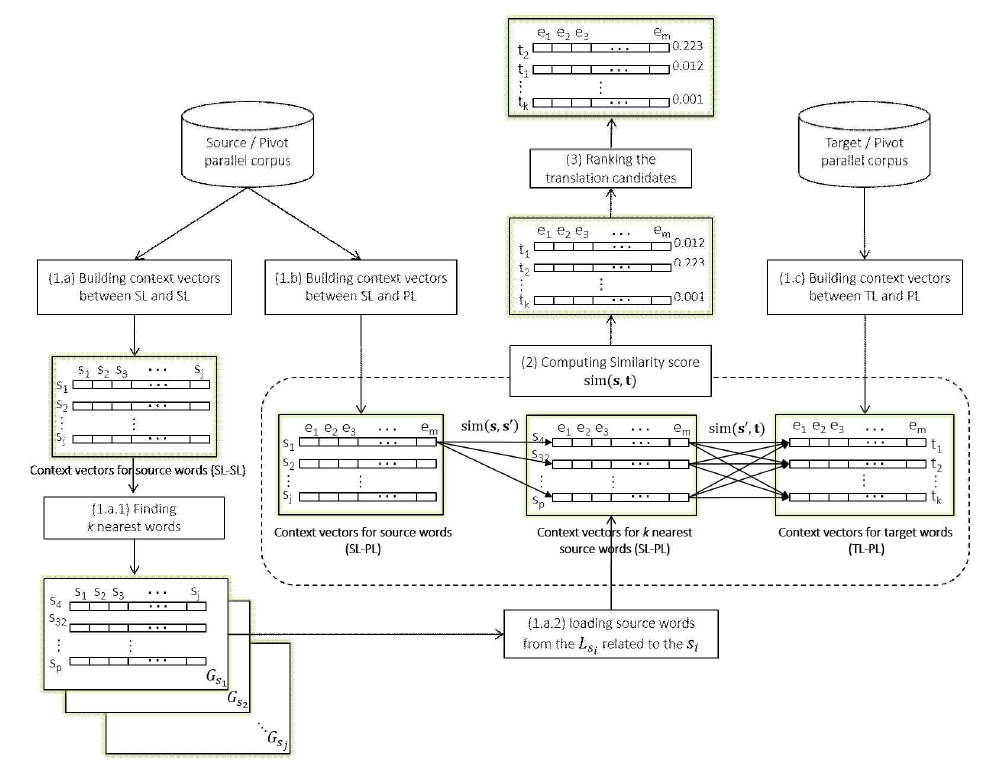 e1 e2 e3 ... em
t2 ... 0.223
t1 ... 0.012
⋮ ⋮
tk ... 0.001
Source / Pivot
parallel corpus
Target / Pivot
parallel corpus
(3) Ranking the
translation candidates
e1 e2 e3 ... em
t1 ... 0.012
t2 ... 0.223
⋮ ⋮
tk ... 0.001
(1.a) Building context vectors
between SL and SL
(1.b) Building context vectors
between SL and PL
(1.c) Building context vectors
between TL and PL
(2) Computing Similarity score
sim(s, t)
s1 s2 s3 ... sj
s1 ...
s2 ...
⋮ ⋮
sj ...
Context vectors for source words (SL-SL)
e1 e2 e3 ... em
s1 ...
s2 ...
⋮ ⋮
sj ...
Context vectors for source words
(SL-PL)
sim(s, s′)
e1 e2 e3 ... em
s4 ...
s32 ...
⋮ ⋮
sp ...
Context vectors for k nearest
source words (SL-PL)
sim(s′, t)
e1 e2 e3 ... em
... t1
... t2
⋮ ⋮
... tk
Context vectors for target words
(TL-PL)
(1.a.1) Finding
k nearest words
s1 s2 s3 ... sj
s4 ...
s32 ...
⋮ ⋮
sp ...
Gs1
Gs2
⋱
Gsj
(1.a.2) loading source words
from the Lsi related to the si